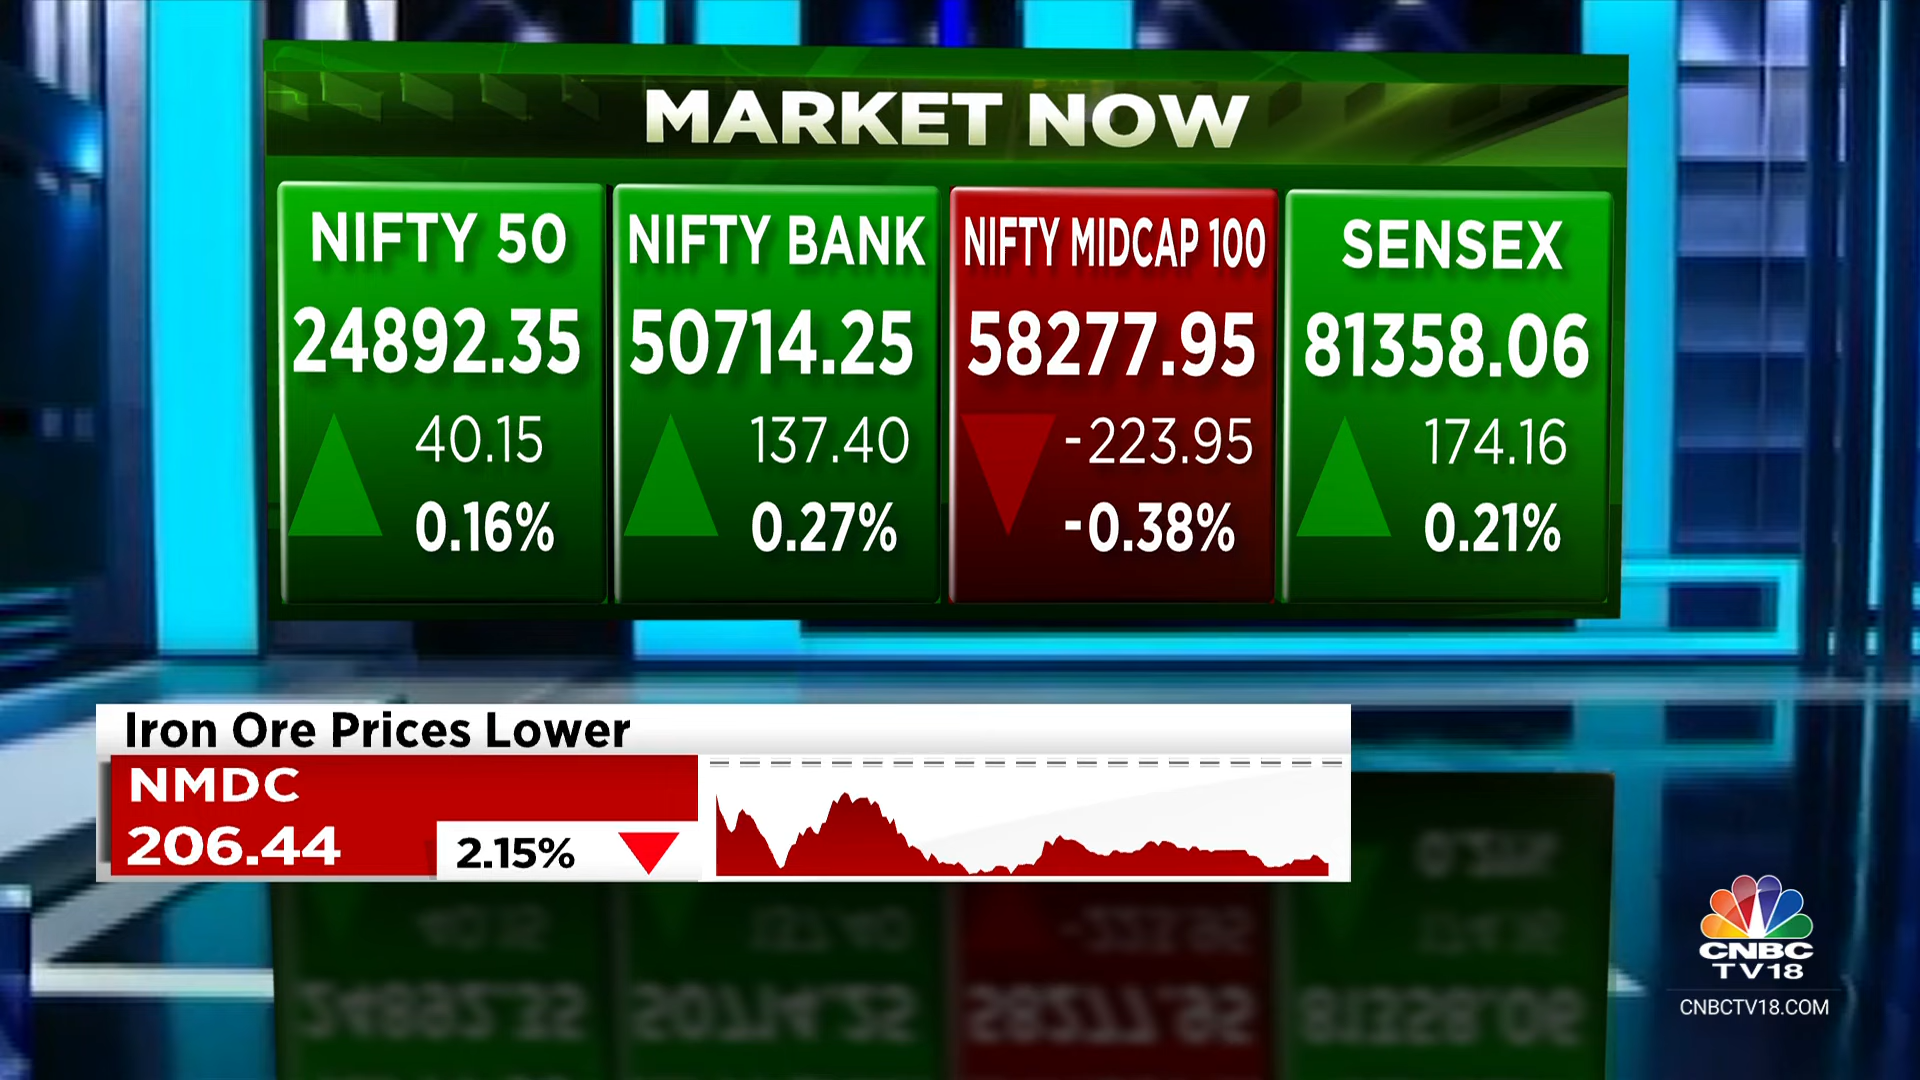 MARKET NOW
NIFTY 50
24892.35
40.15
0.16%
NIFTY BANK
50714.25
137.40
0.27%
NIFTY MIDCAP 100
58277.95
-223.95
-0.38%
SENSEX
81358.06
174.16
0.21%
Iron Ore Prices Lower
NMDC
206.44
2.15%
CNBC
TV18
CNBCTV18.COM